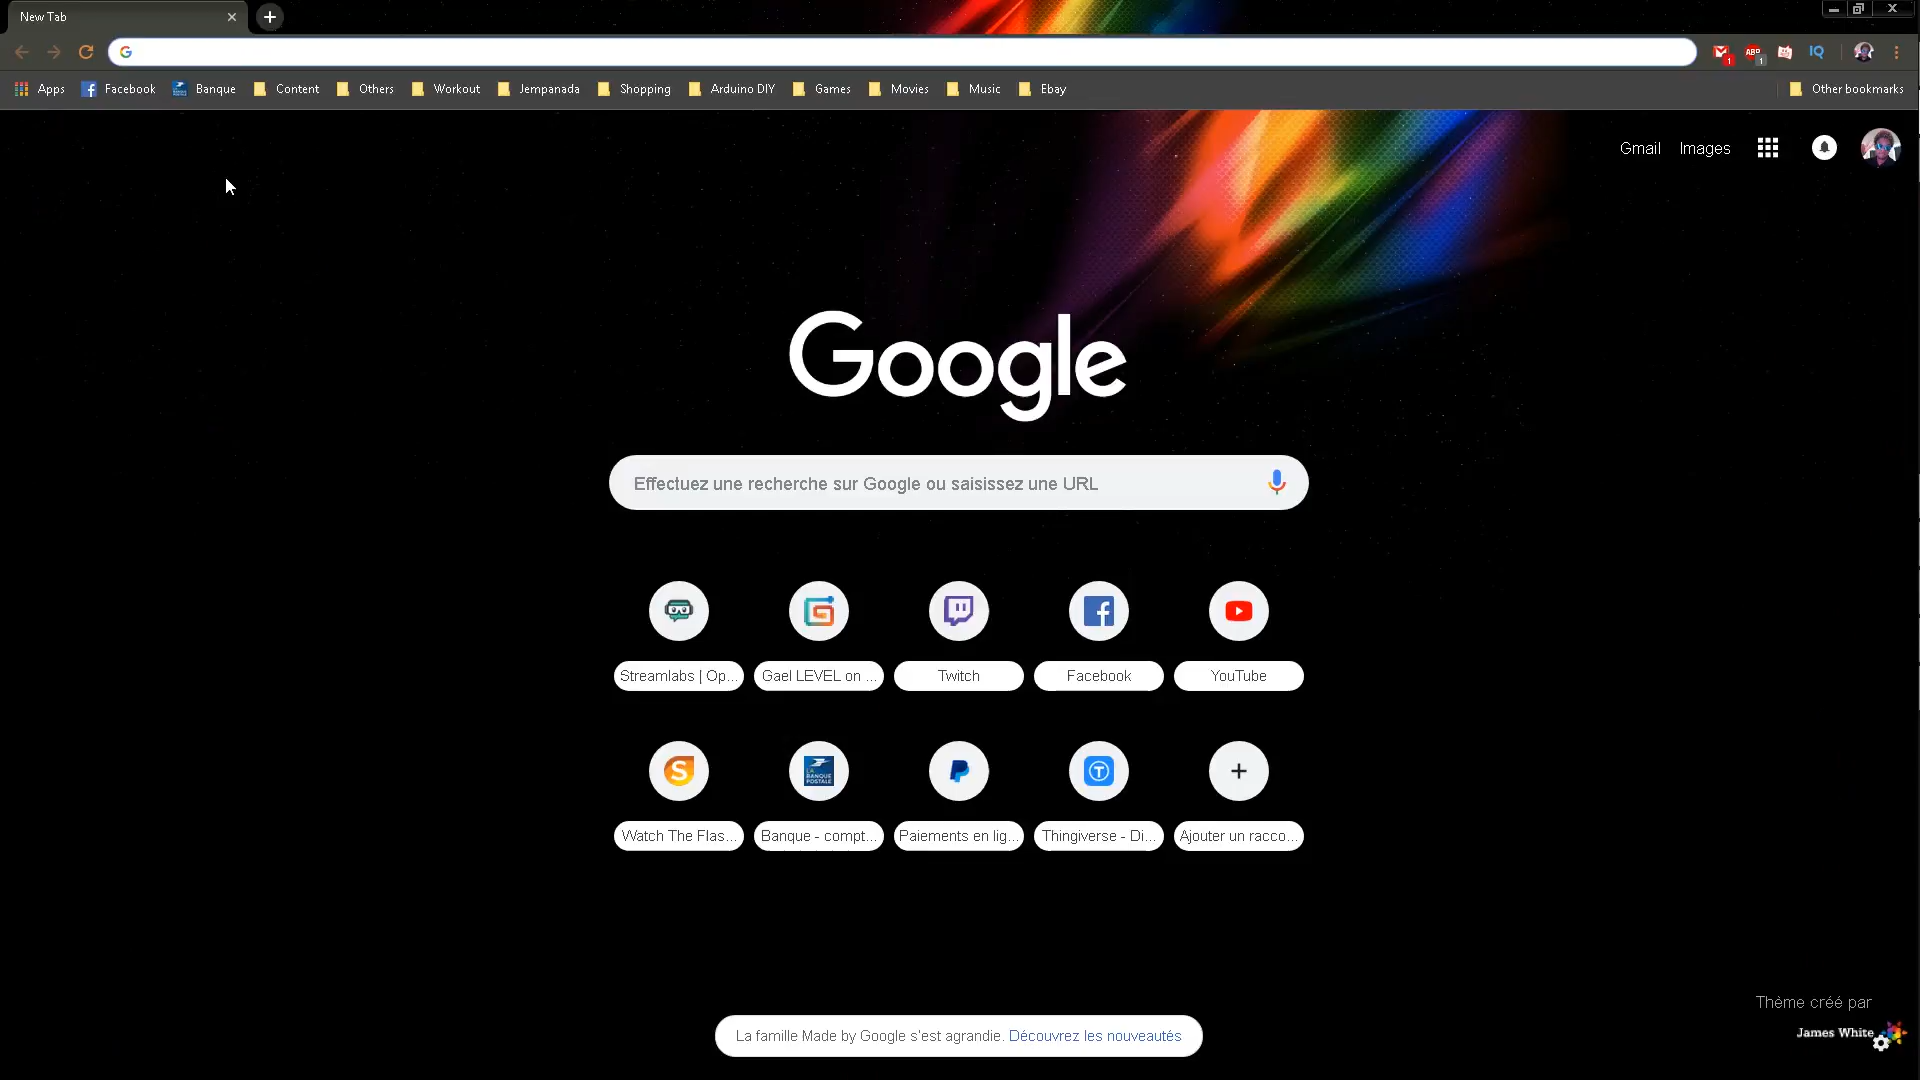 New Tab
Apps Facebook Banque Content Others Workout Jempanada Shopping Arduino DIY Games Movies Music Ebay Other bookmarks
Gmail Images
Google
Effectuez une recherche sur Google ou saisissez une URL
Streamlabs | Op... Gael LEVEL on ... Twitch Facebook YouTube
LA BANQUE POSTALE
Watch The Flas... Banque - compt... Paiements en lig... Thingiverse - Di... Ajouter un racco...
Thème créé par
James White
La famille Made by Google s'est agrandie. Découvrez les nouveautés